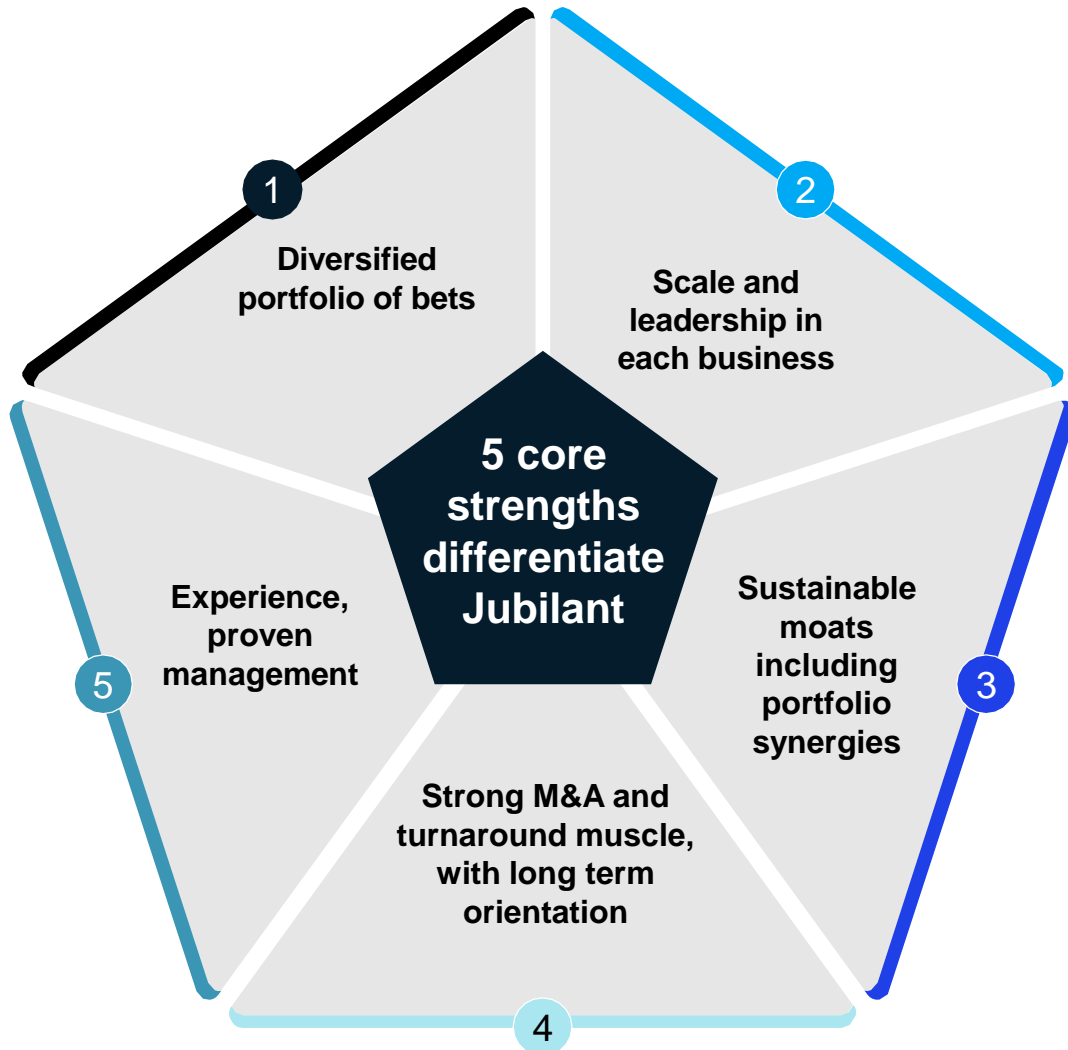 5 core
strengths
differentiate
Jubilant
1
Diversified
portfolio of bets
2
Scale and
leadership in
each business
3
Sustainable
moats
including
portfolio
synergies
4
Strong M&A and
turnaround muscle,
with long term
orientation
5
Experience,
proven
management